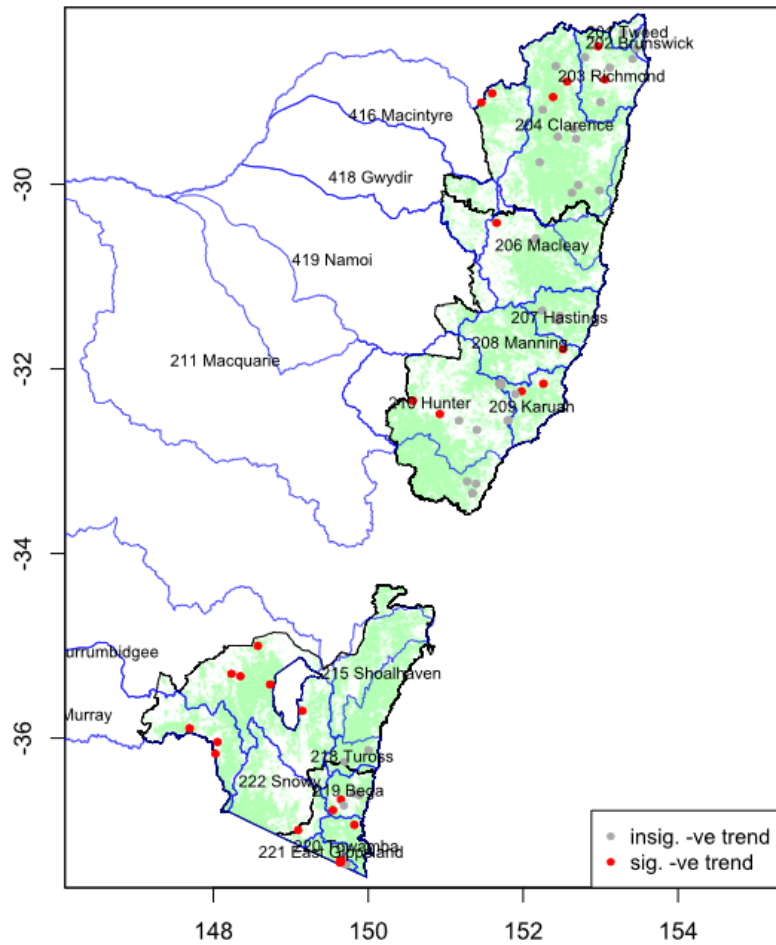 201 Tweed
202 Brunswick
203 Richmond
416 Macintyre
204 Clarence
418 Gwydir
-30
206 Macleay
419 Namoi
207 Hastings
208 Manning
211 Macquarie
-32
210 Hunter
209 Karuah
-34
urrumbidgee
215 Shoalhaven
Murray
-36
218 Tuross
222 Snowy
219 Bega
220 Towamba
221 East Gippsland
insig. -ve trend
sig. -ve trend
148
150
152
154